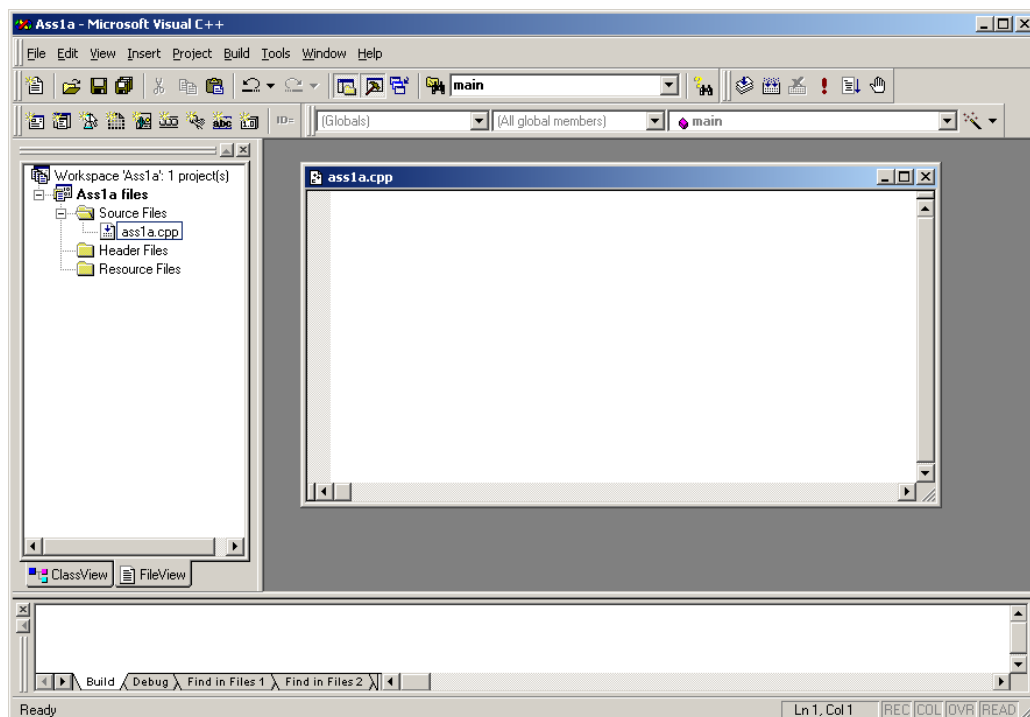 Ass1a - Microsoft Visual C++
File Edit View Insert Project Build Tools Window Help
main
ID= (Globals) (All global members) main
Workspace 'Ass1a': 1 project(s)
Ass1a files
Source Files
ass1a.cpp
Header Files
Resource Files
ass1a.cpp
ClassView FileView
Build Debug Find in Files 1 Find in Files 2
Ready Ln 1, Col 1 REC COL OVR READ